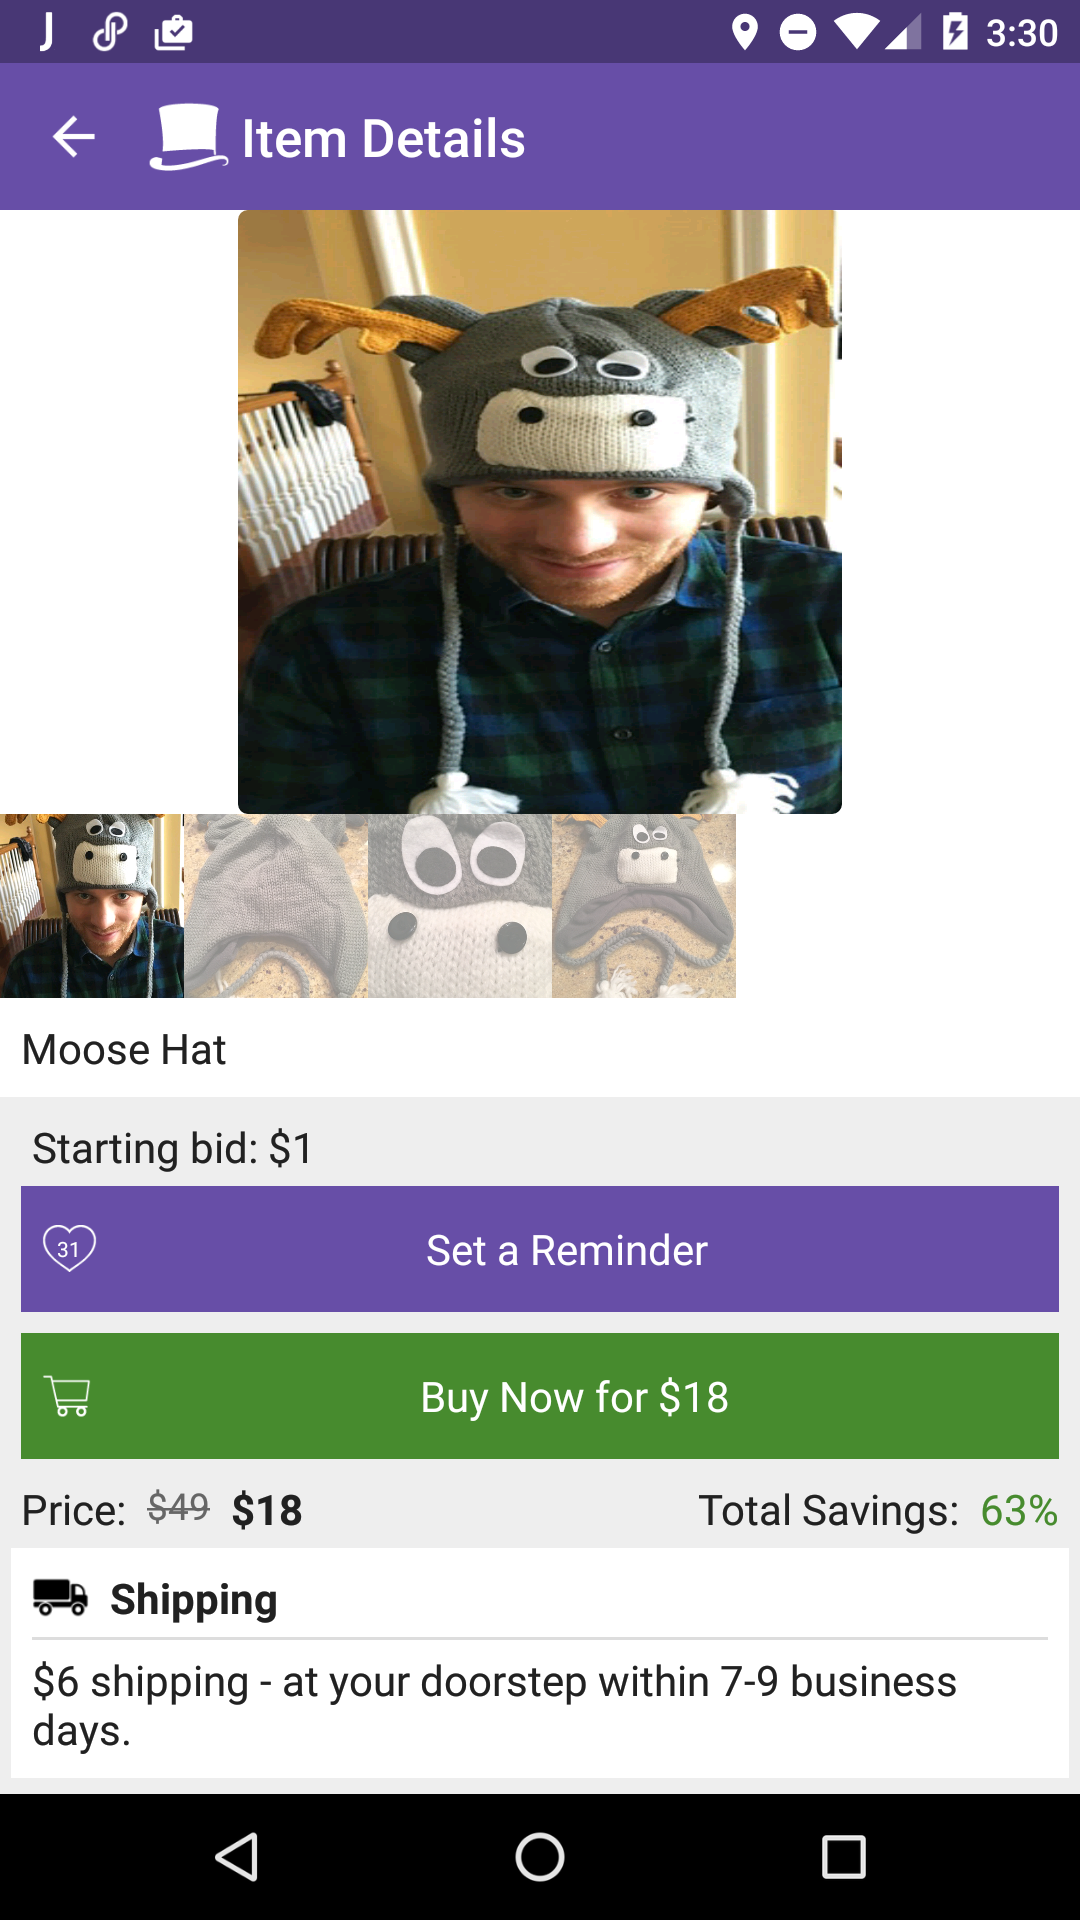 3:30
Item Details
Moose Hat
Starting bid: $1
31
Set a Reminder
Buy Now for $18
Price: $49 $18
Total Savings: 63%
Shipping
$6 shipping - at your doorstep within 7-9 business
days.